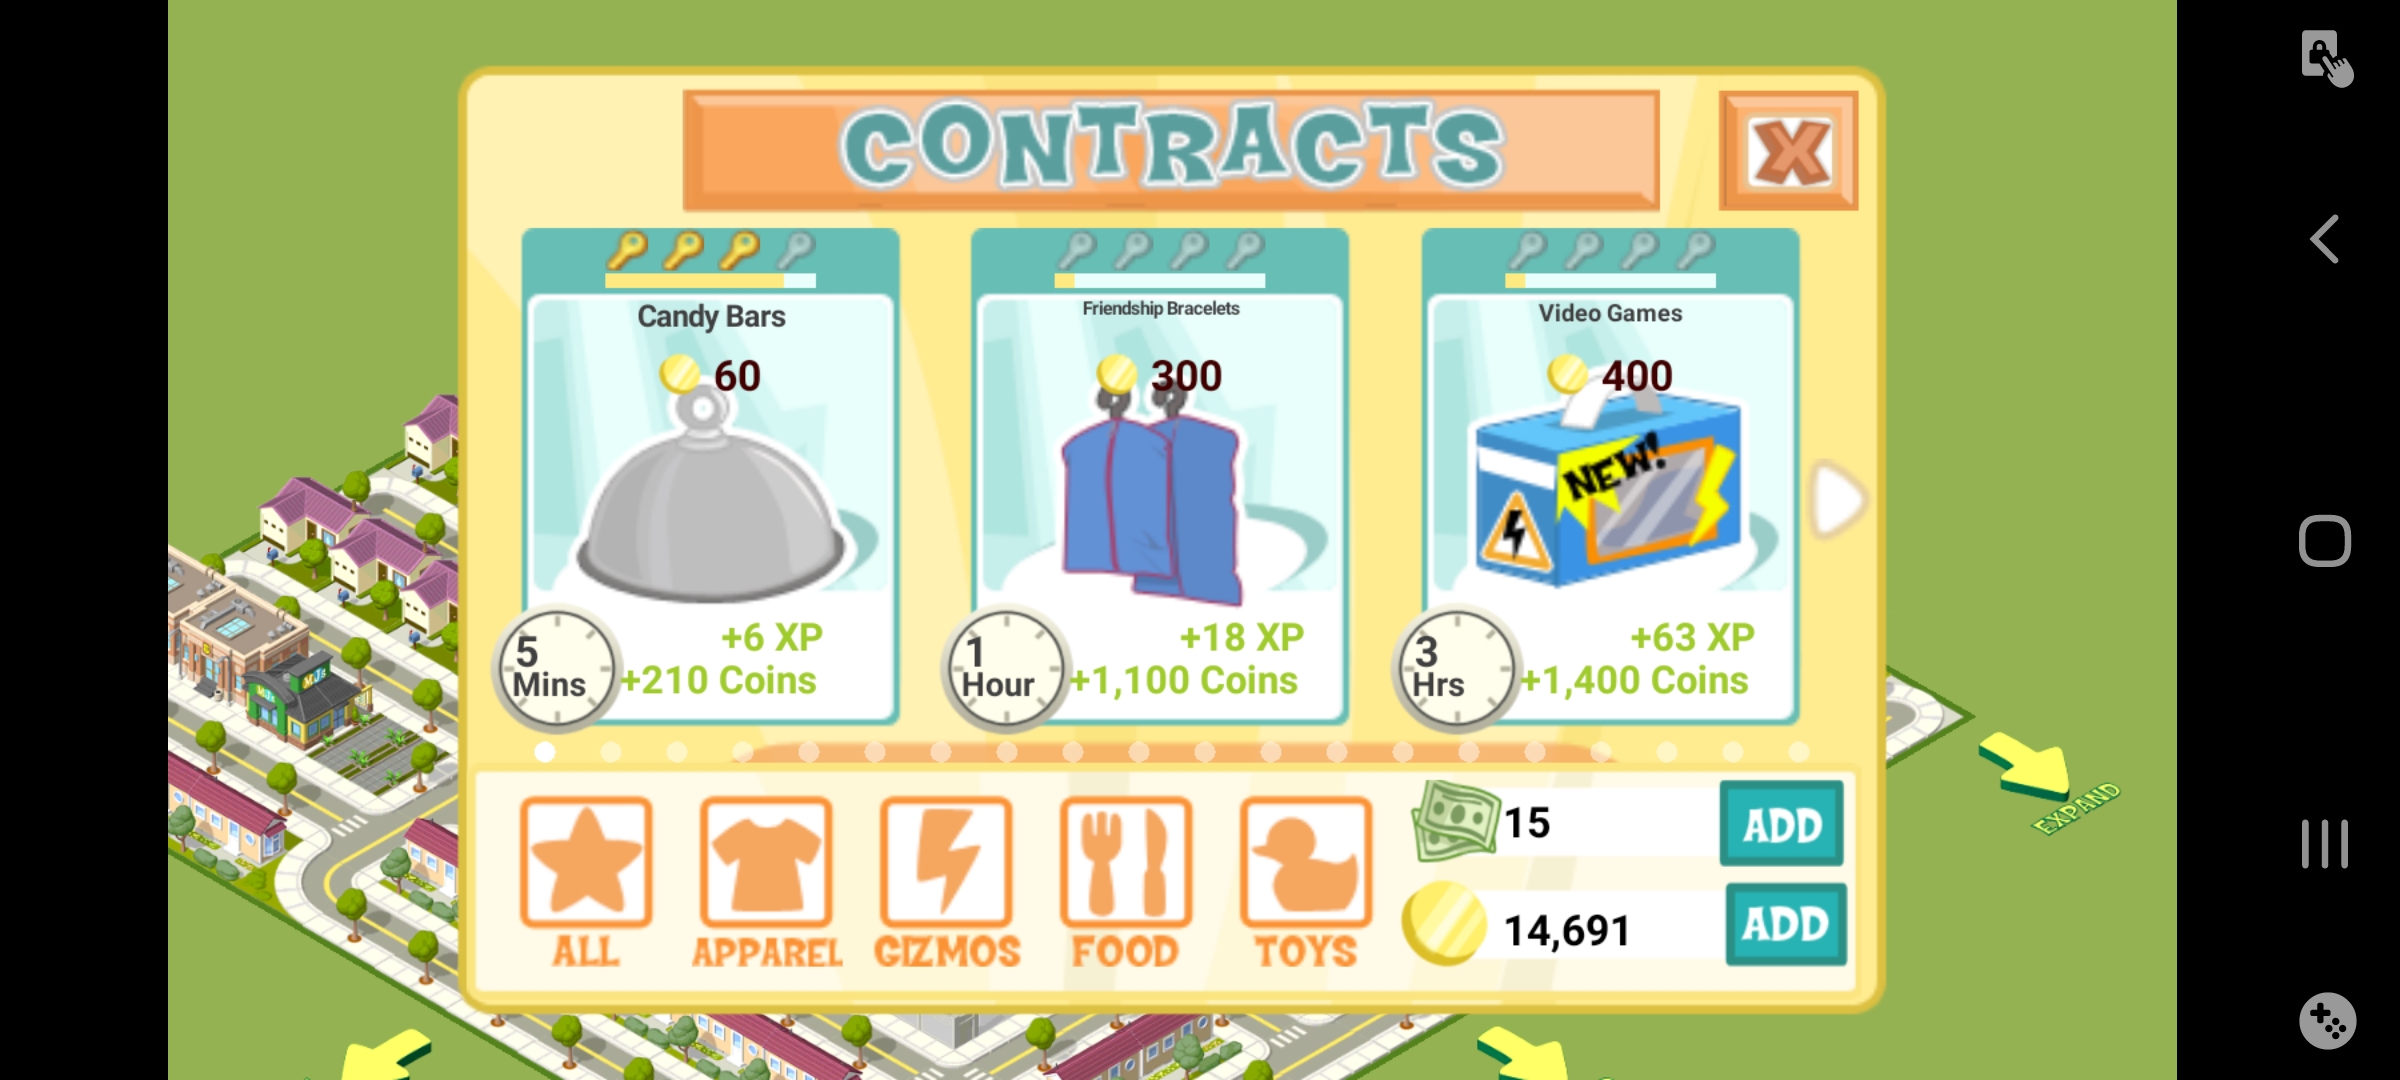 CONTRACTS
X
Candy Bars
60
5
Mins
+6 XP
+210 Coins
Friendship Bracelets
300
1
Hour
+18 XP
+1,100 Coins
Video Games
400
NEW!
3
Hrs
+63 XP
+1,400 Coins
MJs
MJs
EXPAND
ALL
APPAREL
GIZMOS
FOOD
TOYS
15
ADD
14,691
ADD